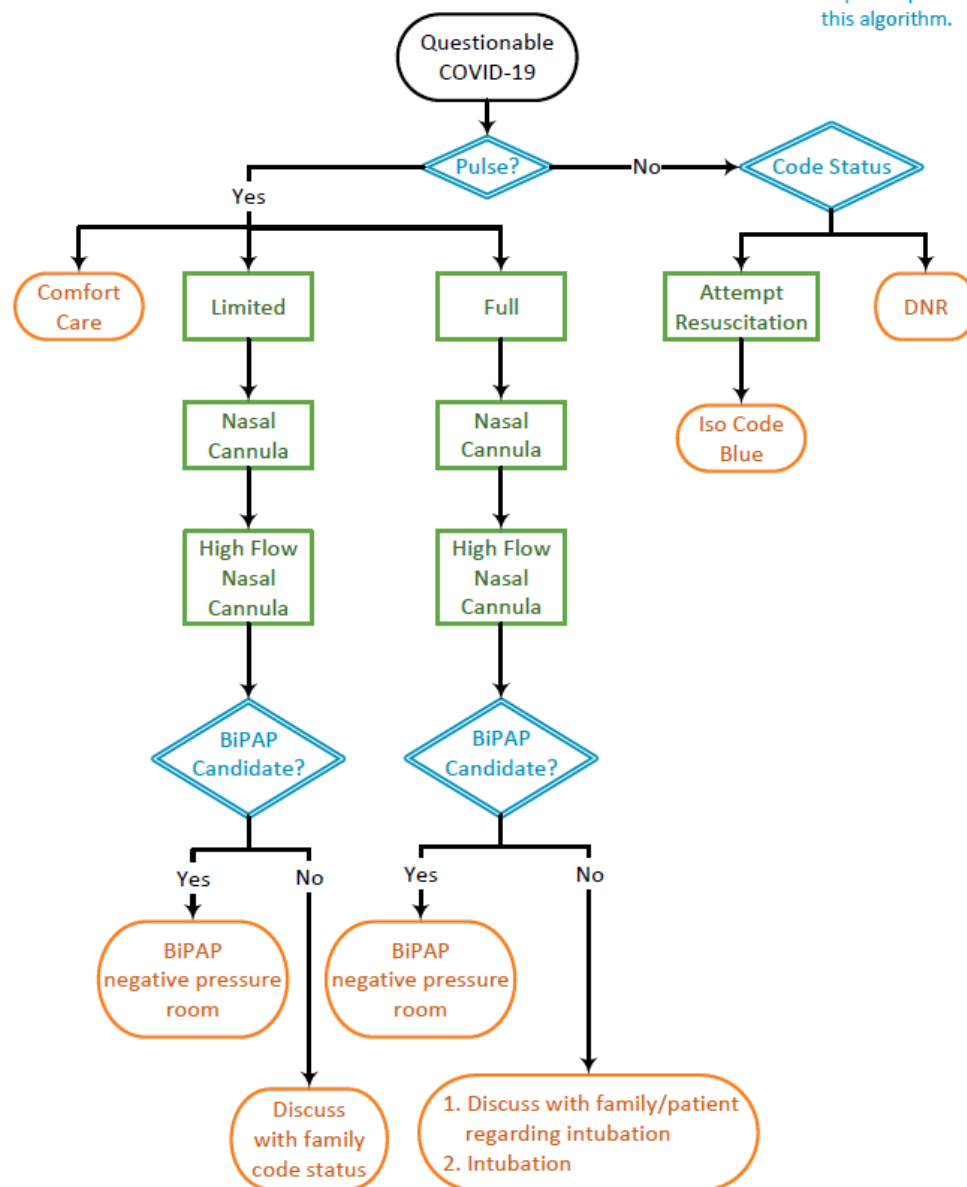 this algorithm.
Questionable
COVID-19
Pulse?
No
Code Status
Yes
Comfort
Care
Limited
Full
Attempt
Resuscitation
DNR
Nasal
Cannula
Nasal
Cannula
Iso Code
Blue
High Flow
Nasal
Cannula
High Flow
Nasal
Cannula
BiPAP
Candidate?
BiPAP
Candidate?
Yes
No
Yes
No
BiPAP
negative pressure
room
BiPAP
negative pressure
room
Discuss
with family
code status
1. Discuss with family/patient
regarding intubation
2. Intubation